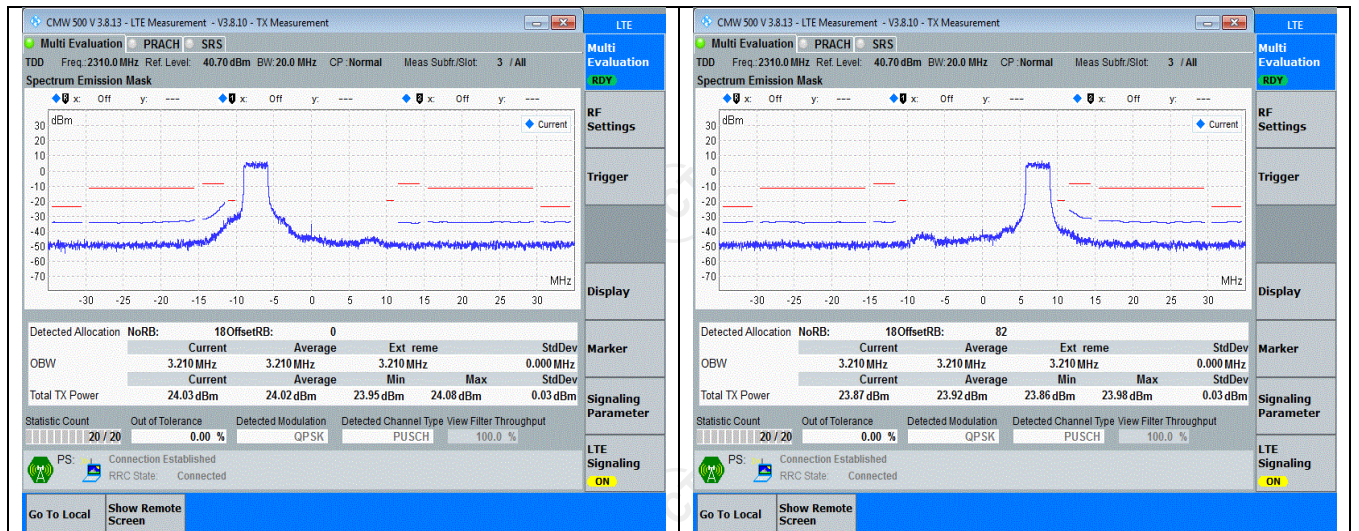 CMW 500 V 3.8.13 - LTE Measurement - V3.8.10 - TX Measurement
LTE
Multi Evaluation PRACH SRS
Multi Evaluation
RDY
TDD Freq.:2310.0 MHz Ref. Level: 40.70 dBm BW:20.0 MHz CP :Normal Meas Subfr./Slot: 3 / All
Spectrum Emission Mask
x: Off y: --- x: Off y: --- x: Off y: ---
RF Settings
dBm
Current
30
20
10
0
-10
-20
-30
-40
-50
-60
-70
MHz
-30 -25 -20 -15 -10 -5 0 5 10 15 20 25 30
Trigger
Display
Detected Allocation NoRB: 18OffsetRB: 0
Current Average Ext reme StdDev
OBW 3.210 MHz 3.210 MHz 3.210 MHz 0.000 MHz
Current Average Min Max StdDev
Total TX Power 24.03 dBm 24.02 dBm 23.95 dBm 24.08 dBm 0.03 dBm
Marker
Signaling Parameter
Statistic Count Out of Tolerance Detected Modulation Detected Channel Type View Filter Throughput
20 / 20 0.00 % QPSK PUSCH 100.0 %
PS: Connection Established
RRC State: Connected
LTE Signaling
ON
Go To Local Show Remote Screen
CMW 500 V 3.8.13 - LTE Measurement - V3.8.10 - TX Measurement
LTE
Multi Evaluation PRACH SRS
Multi Evaluation
RDY
TDD Freq.:2310.0 MHz Ref. Level: 40.70 dBm BW:20.0 MHz CP :Normal Meas Subfr./Slot: 3 / All
Spectrum Emission Mask
x: Off y: --- x: Off y: --- x: Off y: ---
RF Settings
dBm
Current
30
20
10
0
-10
-20
-30
-40
-50
-60
-70
MHz
-30 -25 -20 -15 -10 -5 0 5 10 15 20 25 30
Trigger
Display
Detected Allocation NoRB: 18OffsetRB: 82
Current Average Ext reme StdDev
OBW 3.210 MHz 3.210 MHz 3.210 MHz 0.000 MHz
Current Average Min Max StdDev
Total TX Power 23.87 dBm 23.92 dBm 23.86 dBm 23.98 dBm 0.03 dBm
Marker
Signaling Parameter
Statistic Count Out of Tolerance Detected Modulation Detected Channel Type View Filter Throughput
20 / 20 0.00 % QPSK PUSCH 100.0 %
PS: Connection Established
RRC State: Connected
LTE Signaling
ON
Go To Local Show Remote Screen